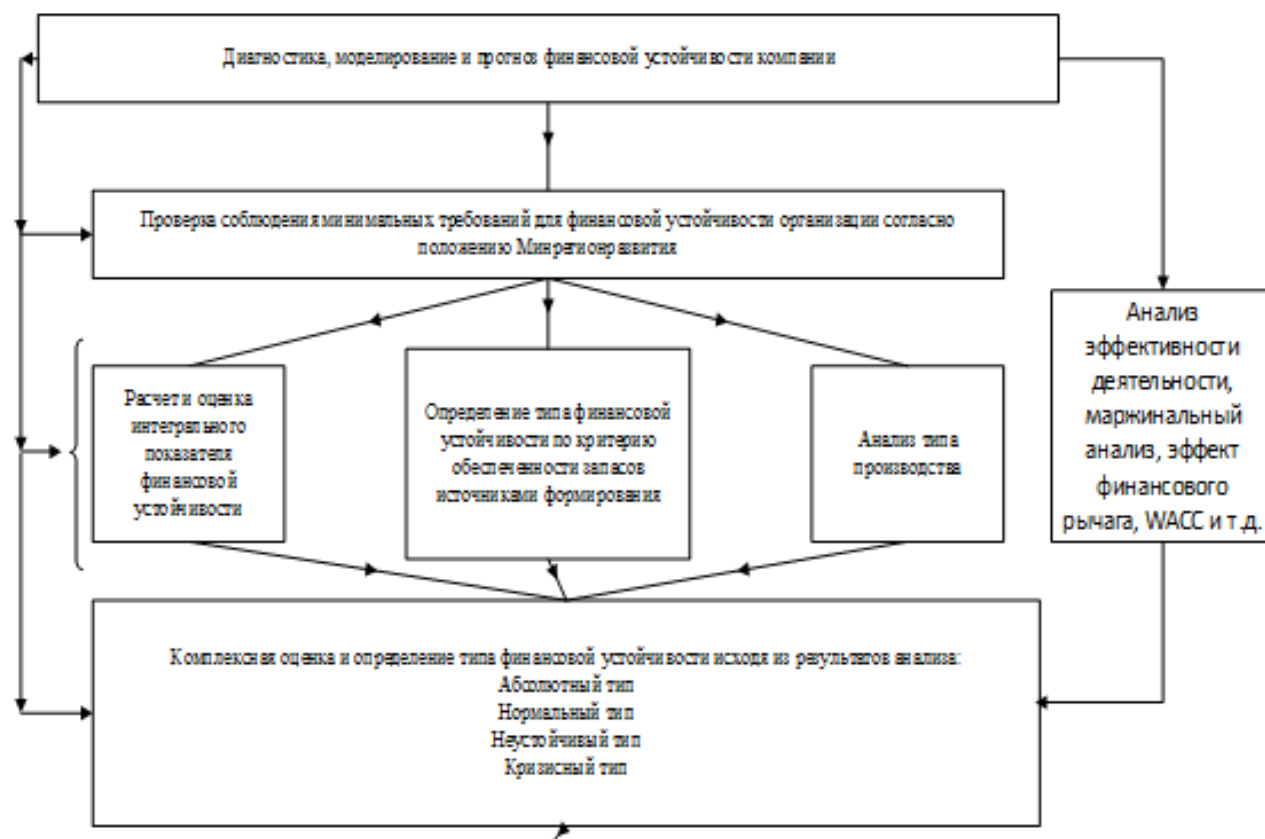 Диагностика, моделирование и прогноз финансовой устойчивости компании
Проверка соблюдения минимальных требований для финансовой устойчивости организации согласно
положению Минрегионразвития
Расчет и оценка
интегрального
показателя
финансовой
устойчивости
Определение типа финансовой
устойчивости по критерию
обеспеченности запасов
источниками формирования
Анализ типа
производства
Анализ
эффективности
деятельности,
маржинальный
анализ, эффект
финансового
рычага, WACC и т.д.
Комплексная оценка и определение типа финансовой устойчивости исходя из результатов анализа:
Абсолютный тип
Нормальный тип
Неустойчивый тип
Кризисный тип